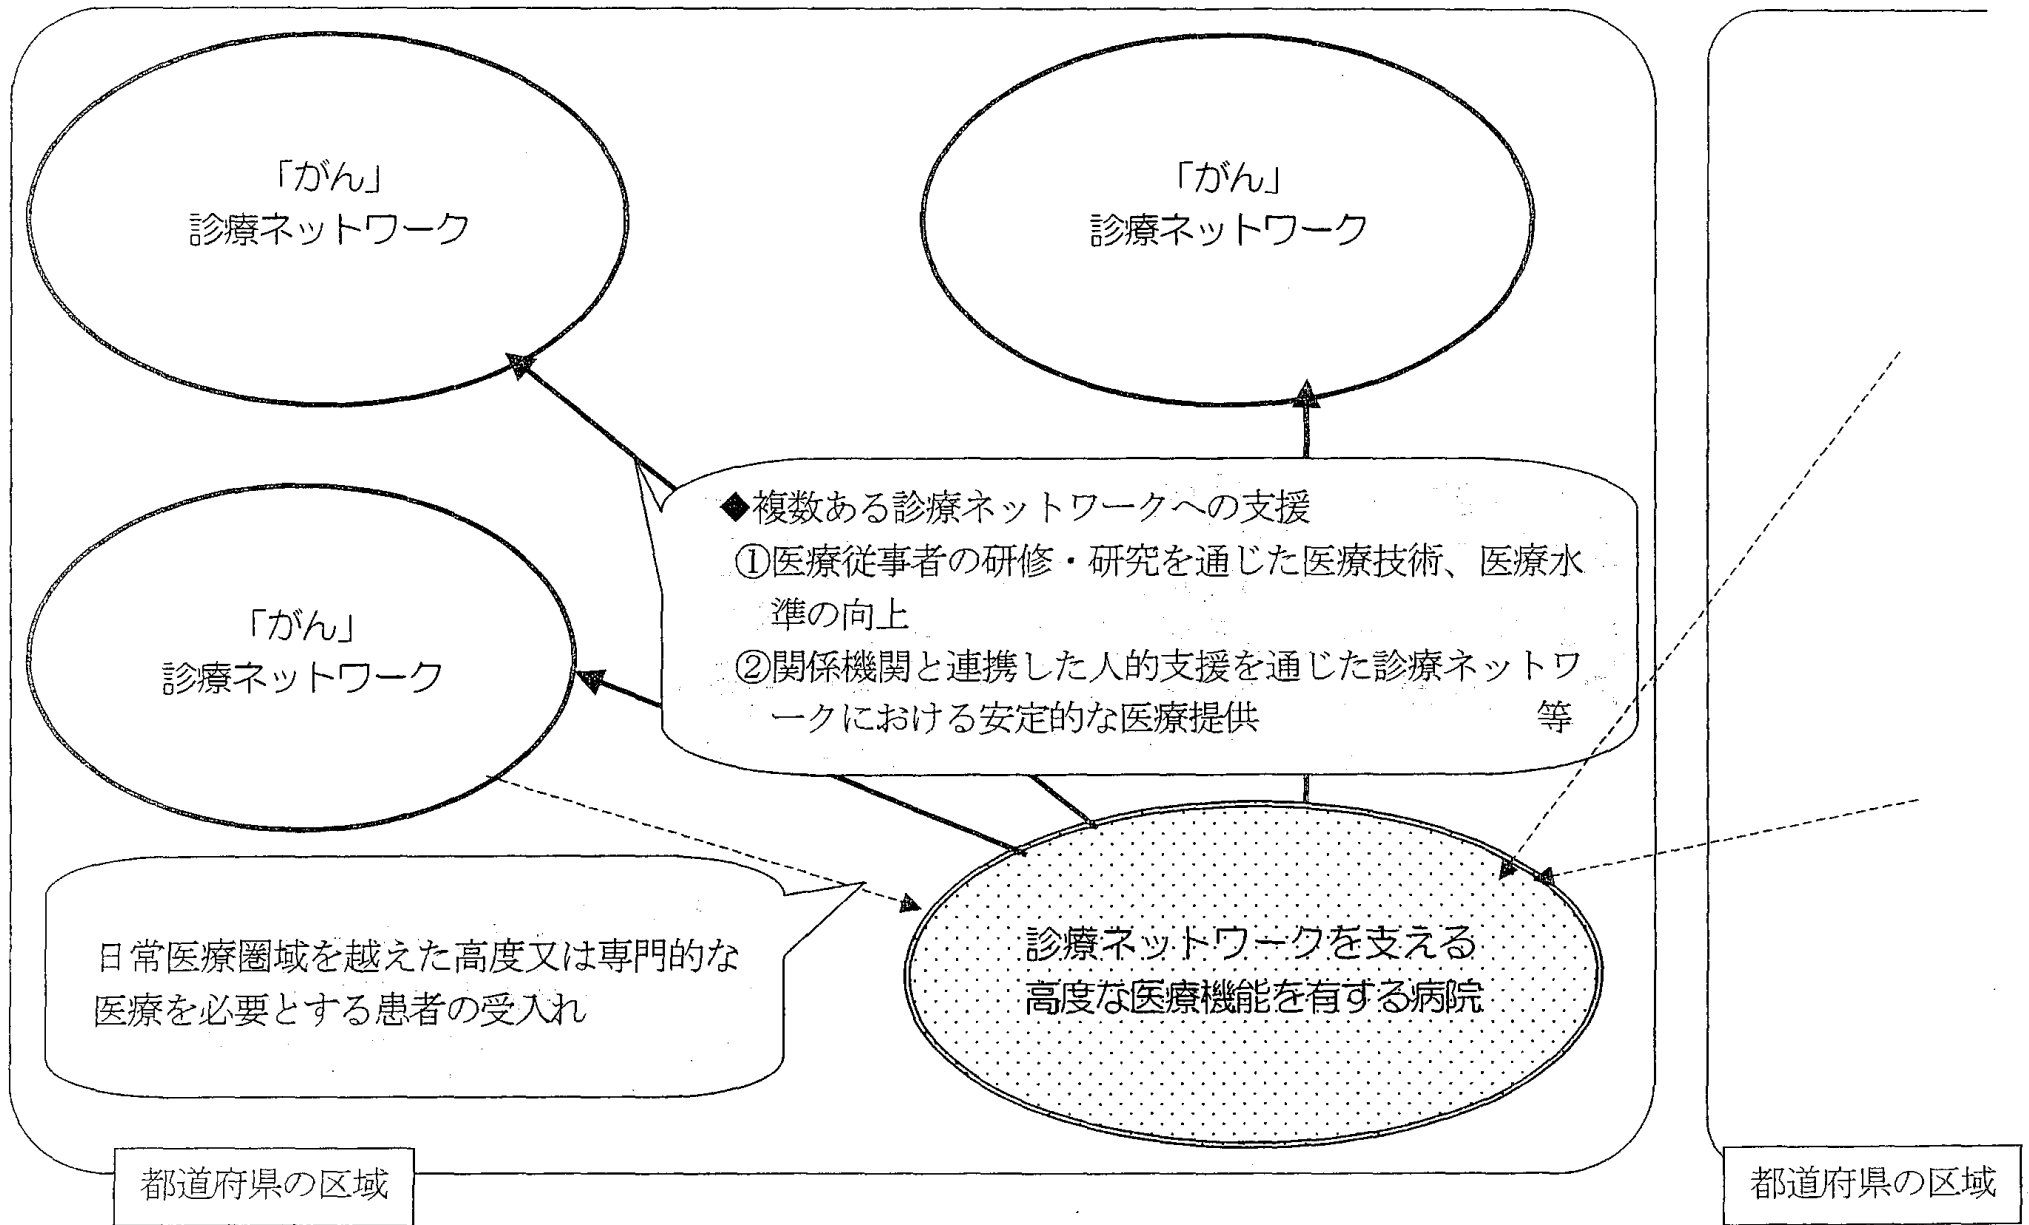 「がん」
診療ネットワーク
「がん」
診療ネットワーク
「がん」
診療ネットワーク
◆複数ある診療ネットワークへの支援
①医療従事者の研修・研究を通じた医療技術、医療水
準の向上
②関係機関と連携した人的支援を通じた診療ネットワ
ークにおける安定的な医療提供 等
日常医療圏域を越えた高度又は専門的な
医療を必要とする患者の受入れ
診療ネットワークを支える
高度な医療機能を有する病院
都道府県の区域
都道府県の区域